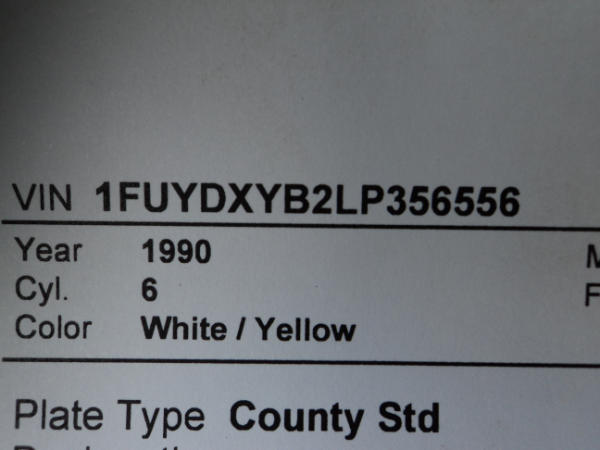 VIN 1FUYDXYB2LP356556
Year 1990 M
Cyl. 6 F
Color White / Yellow
Plate Type County Std